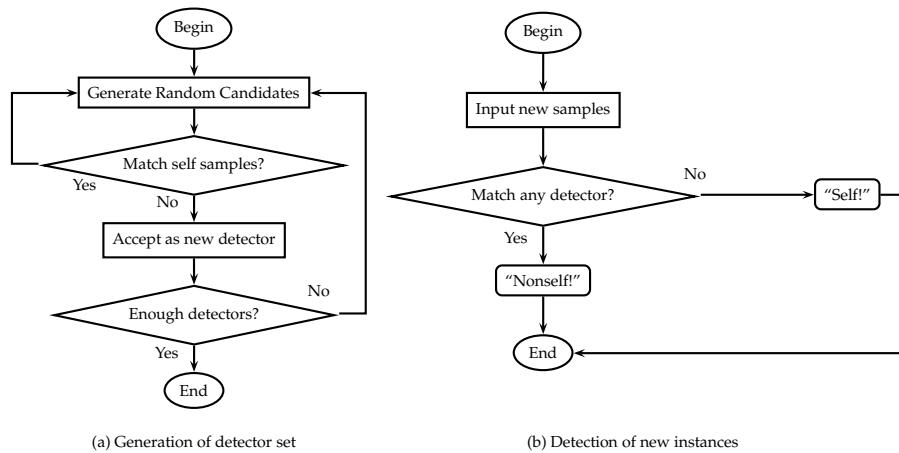 Begin
Generate Random Candidates
Match self samples?
Yes
No
Accept as new detector
Enough detectors?
No
Yes
End
(a) Generation of detector set
Begin
Input new samples
Match any detector?
No
“Self!”
Yes
“Nonself!”
End
(b) Detection of new instances